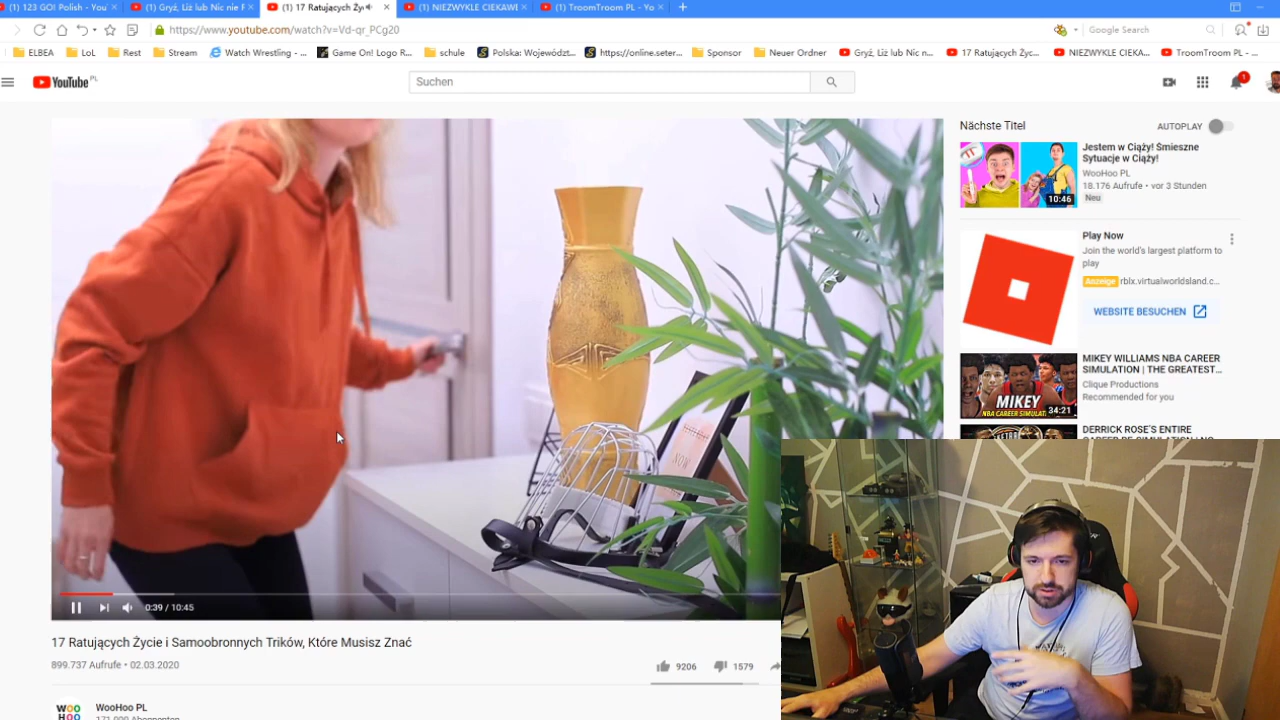 (1) 123 GO! Polish - You
(1) Gryź, Liż lub Nic nie F
(1) 17 Ratujących Ży
(1) NIEZWYKLE CIEKAWI
(1) TroomTroom PL - Yo
https://www.youtube.com/watch?v=Vd-qr_PCg20
Google Search
ELBEA
LoL
Rest
Stream
Watch Wrestling - ...
Game On! Logo R...
schule
Polska: Województ...
https://online.seter...
Sponsor
Neuer Ordner
Gryź, Liż lub Nic n...
17 Ratujących Życ...
NIEZWYKLE CIEKA...
TroomTroom PL - ...
YouTube PL
Suchen
1
Nächste Titel
AUTOPLAY
Jestem w Ciąży! Śmieszne
Sytuacje w Ciąży!
WooHoo PL
18.176 Aufrufe • vor 3 Stunden
Neu
10:46
Play Now
Join the world's largest platform to
play
Anzeige rblx.virtualworldsland.c...
WEBSITE BESUCHEN
MIKEY WILLIAMS NBA CAREER
SIMULATION | THE GREATEST...
Clique Productions
Recommended for you
MIKEY
34:21
DERRICK ROSE'S ENTIRE
NOW
0:39 / 10:45
17 Ratujących Życie i Samoobronnych Trików, Które Musisz Znać
899.737 Aufrufe • 02.03.2020
9206
1579
WOO
HOO
WooHoo PL